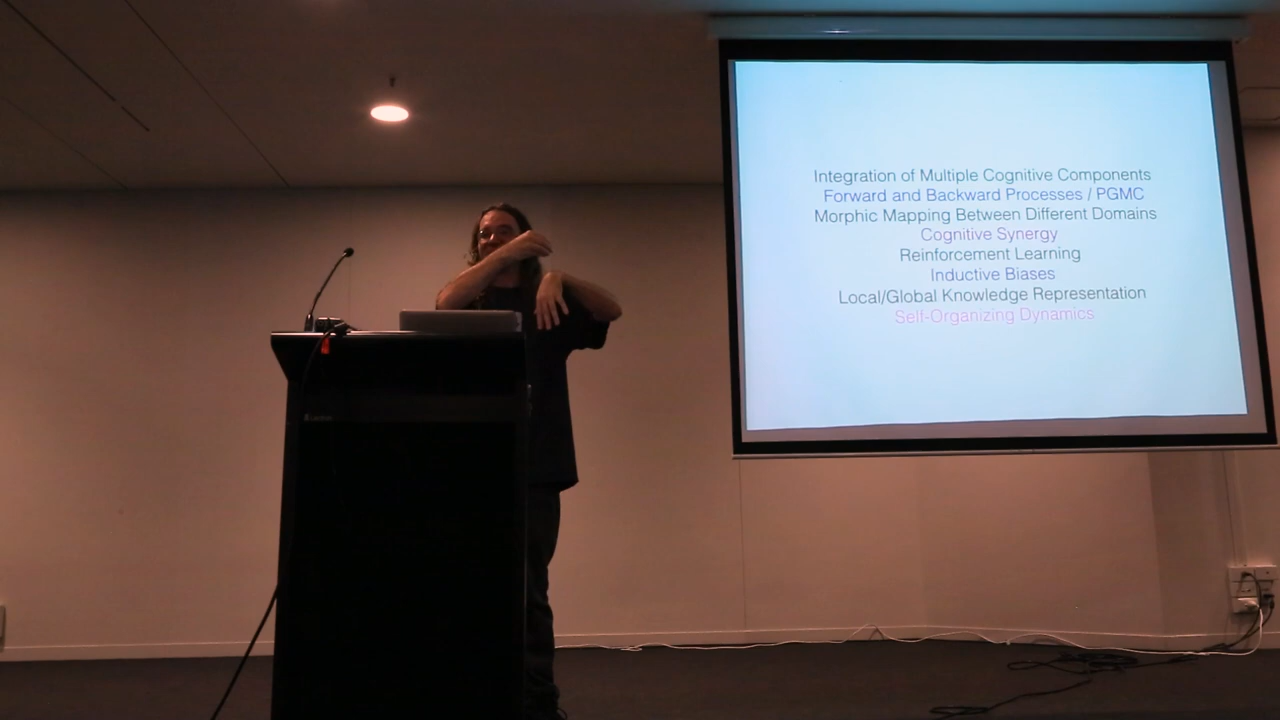 Integration of Multiple Cognitive Components
Forward and Backward Processes / PGMC
Morphic Mapping Between Different Domains
Cognitive Synergy
Reinforcement Learning
Inductive Biases
Local/Global Knowledge Representation
Self-Organizing Dynamics